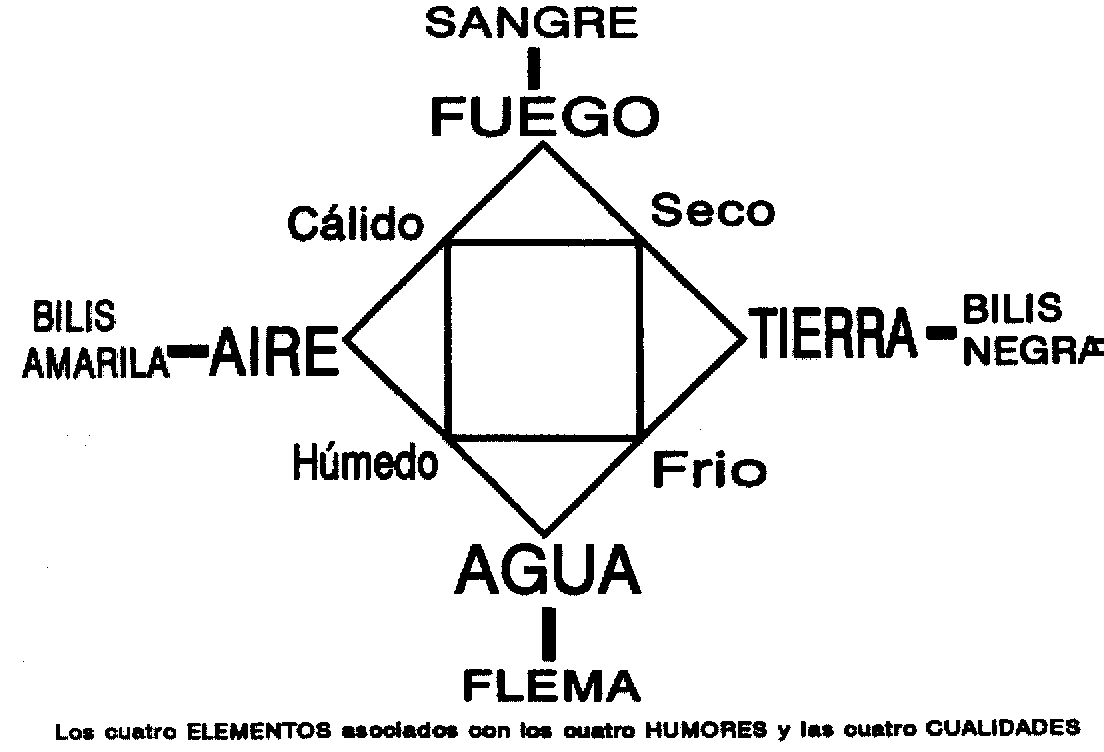 SANGRE
FUEGO
Cálido
Seco
BILIS
AMARILA
AIRE
TIERRA
BILIS
NEGRA
Húmedo
Frio
AGUA
FLEMA
Los cuatro ELEMENTOS asociados con los cuatro HUMORES y las cuatro CUALIDADES